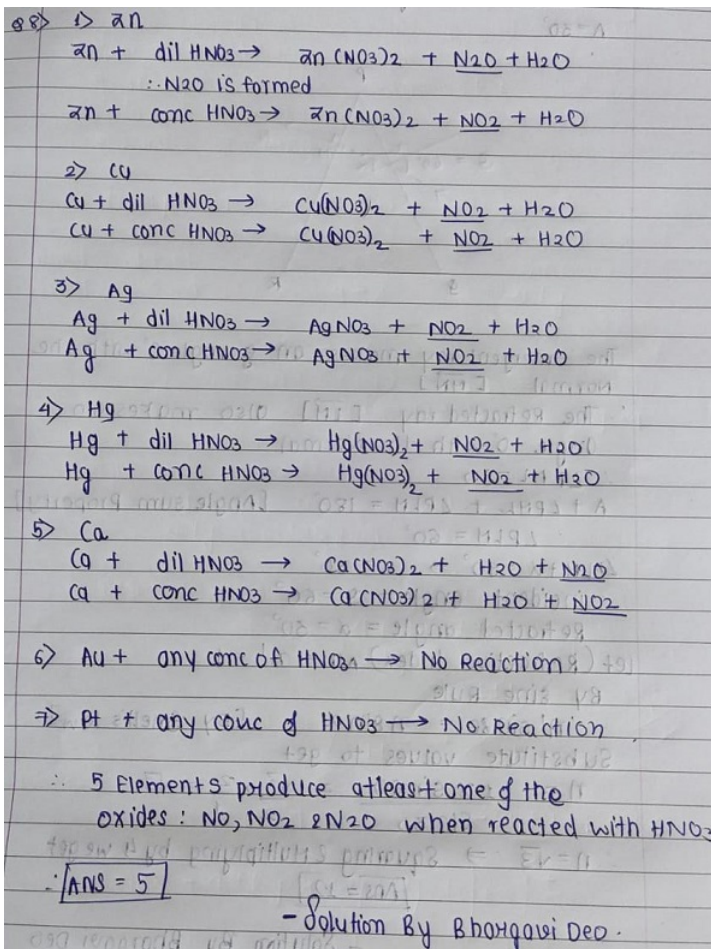 Q8> 1> Zn
Zn + dil HNO3 → Zn (NO3)2 + N2O + H2O
∴ N2O is formed
Zn + conc HNO3 → Zn (NO3)2 + NO2 + H2O
2> Cu
Cu + dil HNO3 → Cu(NO3)2 + NO2 + H2O
Cu + conc HNO3 → Cu(NO3)2 + NO2 + H2O
3> Ag
Ag + dil HNO3 → AgNO3 + NO2 + H2O
Ag + conc HNO3 → AgNO3 + NO2 + H2O
4> Hg
Hg + dil HNO3 → Hg(NO3)2 + NO2 + H2O
Hg + conc HNO3 → Hg(NO3)2 + NO2 + H2O
5> Ca
Ca + dil HNO3 → Ca(NO3)2 + H2O + N2O
Ca + conc HNO3 → Ca(NO3)2 + H2O + NO2
6> Au + any conc of HNO3 → No Reaction
7> Pt + any conc of HNO3 → No Reaction
∴ 5 Elements produce atleast one of the
oxides : NO, NO2 & N2O when reacted with HNO3
∴ ANS = 5
- Solution By Bhargavi Deo.